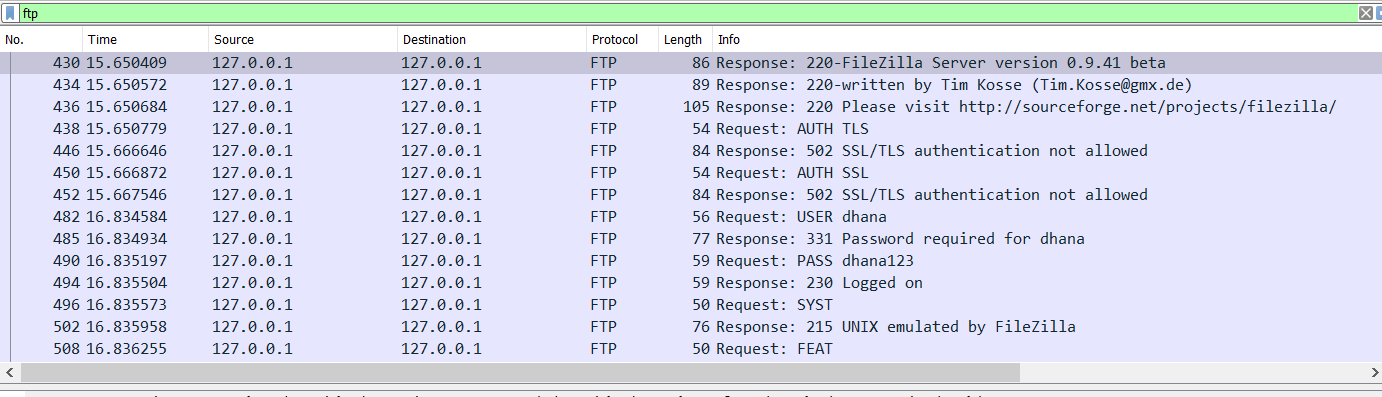 ftp
No. Time Source Destination Protocol Length Info
430 15.650409 127.0.0.1 127.0.0.1 FTP 86 Response: 220-FileZilla Server version 0.9.41 beta
434 15.650572 127.0.0.1 127.0.0.1 FTP 89 Response: 220-written by Tim Kosse (Tim.Kosse@gmx.de)
436 15.650684 127.0.0.1 127.0.0.1 FTP 105 Response: 220 Please visit http://sourceforge.net/projects/filezilla/
438 15.650779 127.0.0.1 127.0.0.1 FTP 54 Request: AUTH TLS
446 15.666646 127.0.0.1 127.0.0.1 FTP 84 Response: 502 SSL/TLS authentication not allowed
450 15.666872 127.0.0.1 127.0.0.1 FTP 54 Request: AUTH SSL
452 15.667546 127.0.0.1 127.0.0.1 FTP 84 Response: 502 SSL/TLS authentication not allowed
482 16.834584 127.0.0.1 127.0.0.1 FTP 56 Request: USER dhana
485 16.834934 127.0.0.1 127.0.0.1 FTP 77 Response: 331 Password required for dhana
490 16.835197 127.0.0.1 127.0.0.1 FTP 59 Request: PASS dhana123
494 16.835504 127.0.0.1 127.0.0.1 FTP 59 Response: 230 Logged on
496 16.835573 127.0.0.1 127.0.0.1 FTP 50 Request: SYST
502 16.835958 127.0.0.1 127.0.0.1 FTP 76 Response: 215 UNIX emulated by FileZilla
508 16.836255 127.0.0.1 127.0.0.1 FTP 50 Request: FEAT